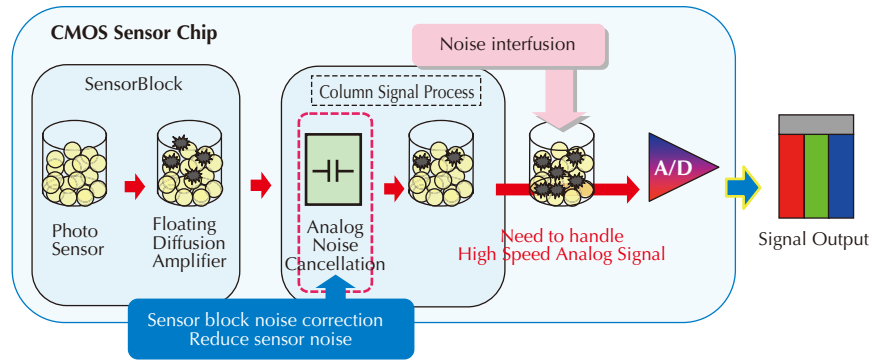 CMOS Sensor Chip
Noise interfusion
SensorBlock
Column Signal Process
A/D
Photo
Sensor
Floating
Diffusion
Amplifier
Analog
Noise
Cancellation
Need to handle
High Speed Analog Signal
Signal Output
Sensor block noise correction
Reduce sensor noise